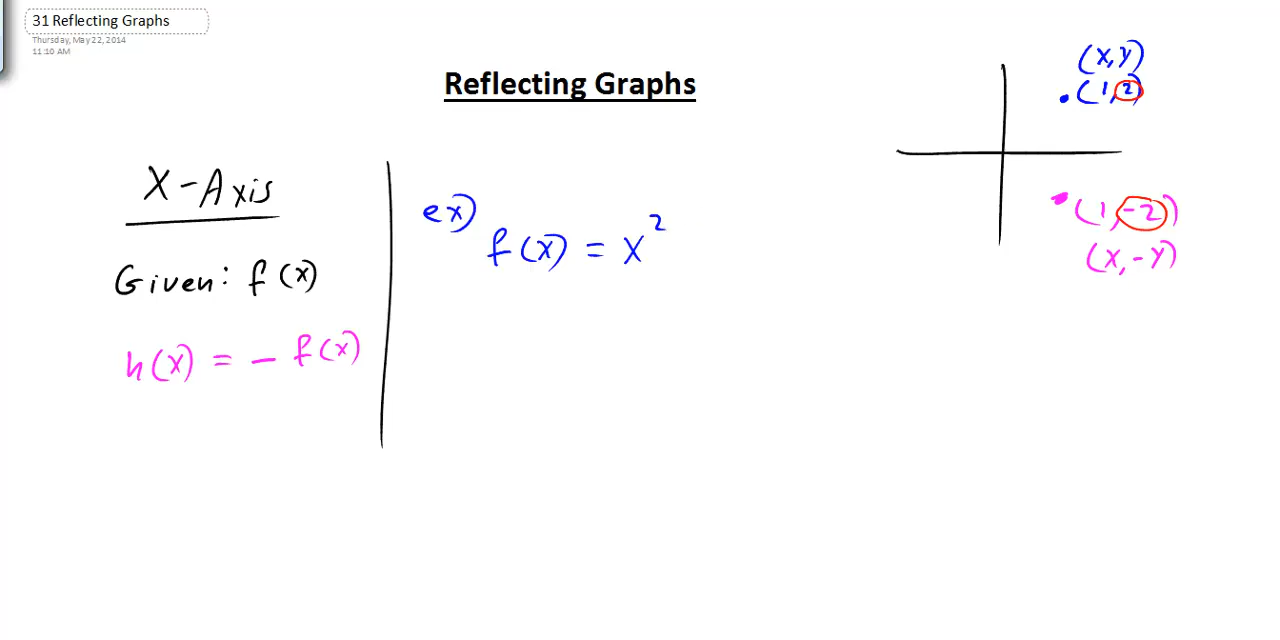 31 Reflecting Graphs
Thursday, May 22, 2014
11:10 AM
Reflecting Graphs
(x,y)
(1,2)
(1,-2)
(x,-y)
X-Axis
Given: f(x)
h(x) = - f(x)
ex)
f(x) = x²